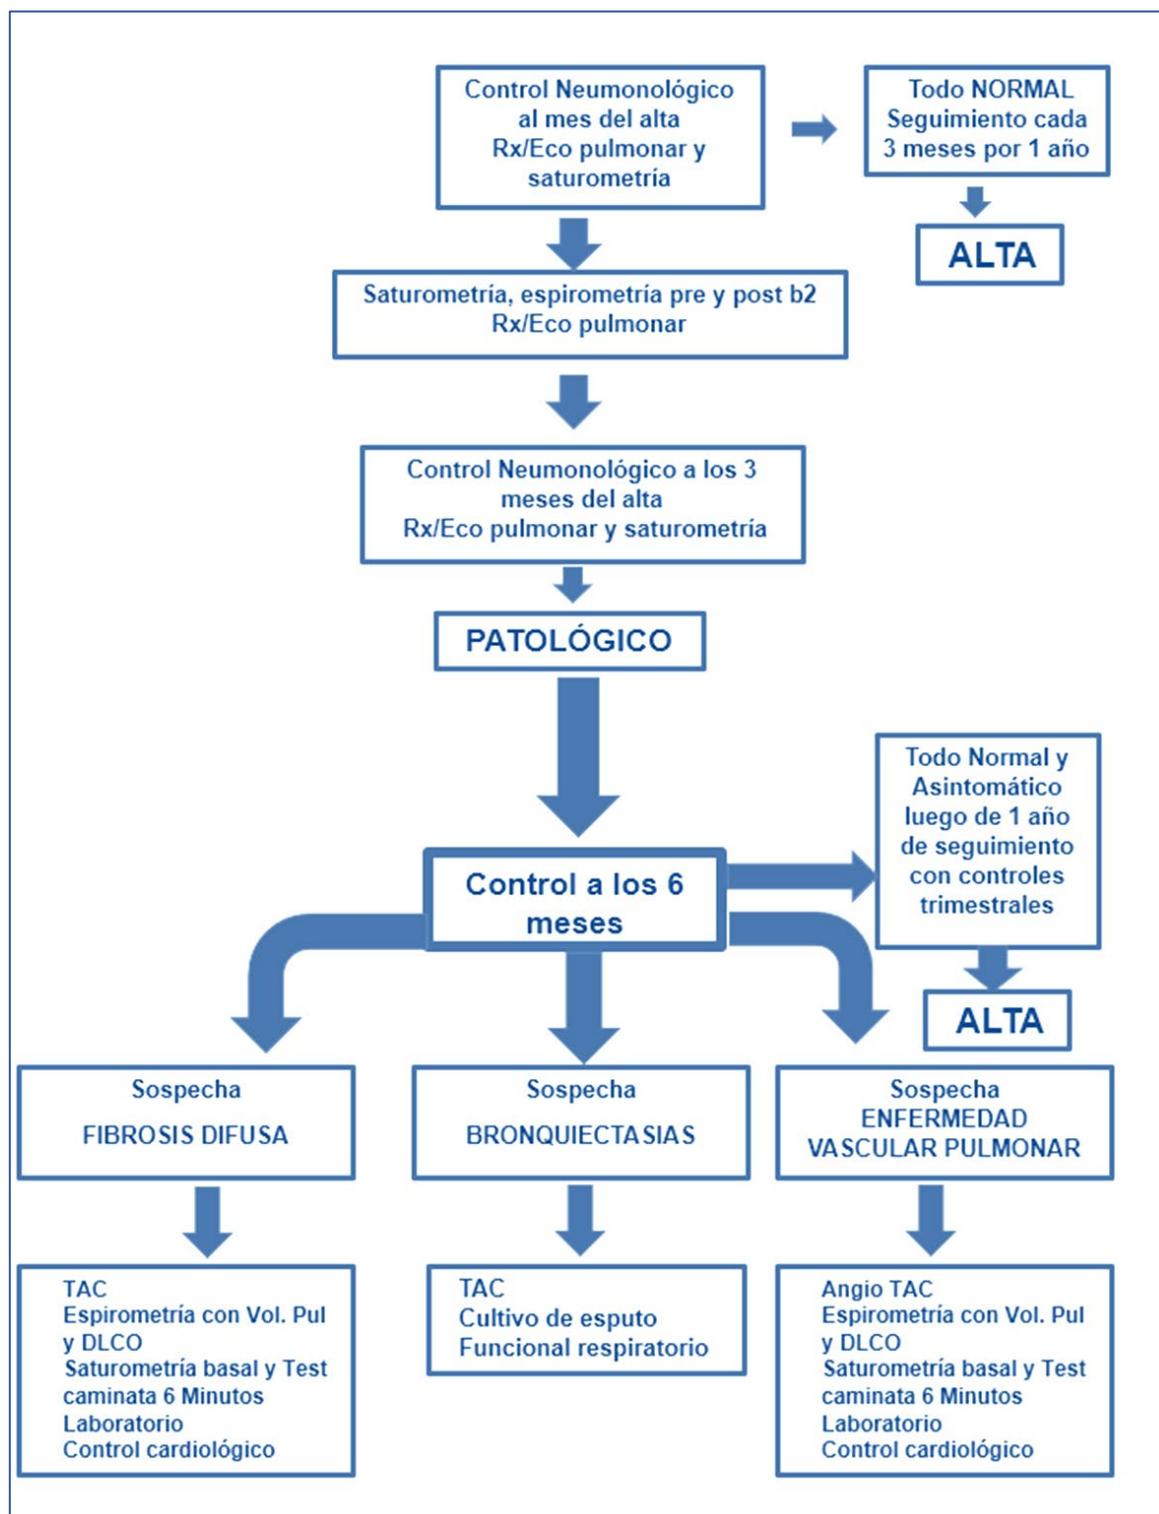 Control Neumonológico
al mes del alta
Rx/Eco pulmonar y
saturometría
Todo NORMAL
Seguimiento cada
3 meses por 1 año
ALTA
Saturometría, espirometría pre y post b2
Rx/Eco pulmonar
Control Neumonológico a los 3
meses del alta
Rx/Eco pulmonar y saturometría
PATOLÓGICO
Control a los 6
meses
Todo Normal y
Asintomático
luego de 1 año
de seguimiento
con controles
trimestrales
ALTA
Sospecha
FIBROSIS DIFUSA
Sospecha
BRONQUIECTASIAS
Sospecha
ENFERMEDAD
VASCULAR PULMONAR
TAC
Espirometría con Vol. Pul
y DLCO
Saturometría basal y Test
caminata 6 Minutos
Laboratorio
Control cardiológico
TAC
Cultivo de esputo
Funcional respiratorio
Angio TAC
Espirometría con Vol. Pul
y DLCO
Saturometría basal y Test
caminata 6 Minutos
Laboratorio
Control cardiológico